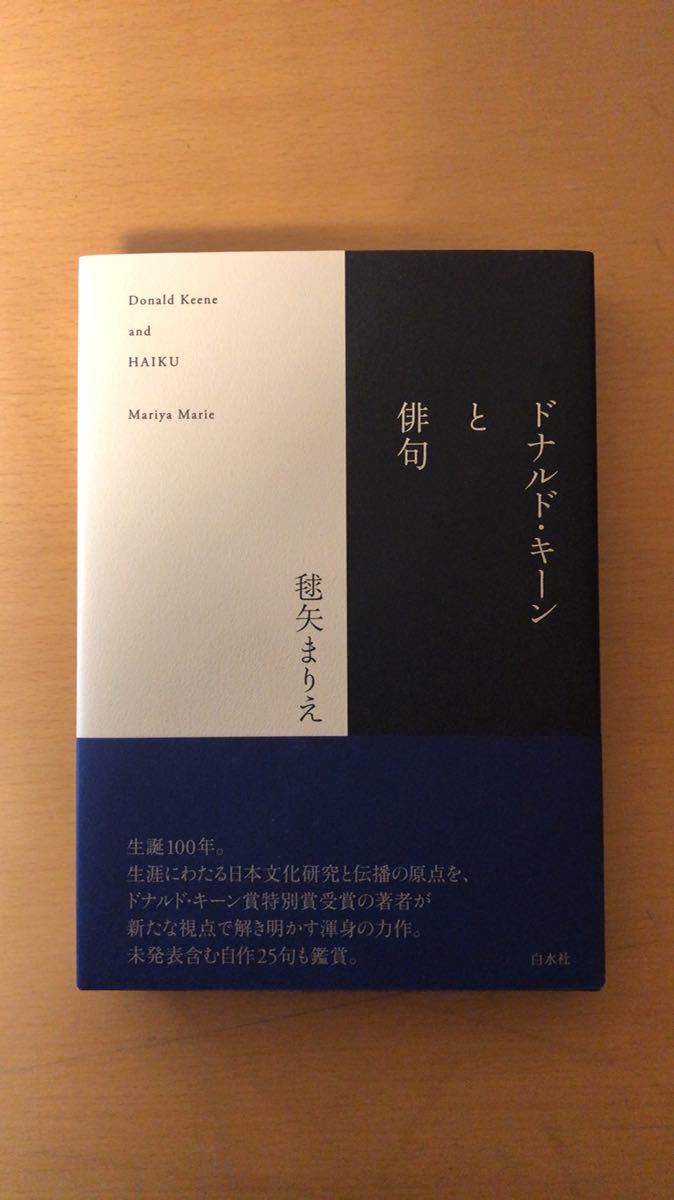 Donald Keene
and
HAIKU
Mariya Marie
ドナルド・キーン
と
俳句
毬矢まりえ
生誕100年。
生涯にわたる日本文化研究と伝播の原点を、
ドナルド・キーン賞特別賞受賞の著者が
新たな視点で解き明かす渾身の力作。
未発表含む自作25句も鑑賞。
白水社